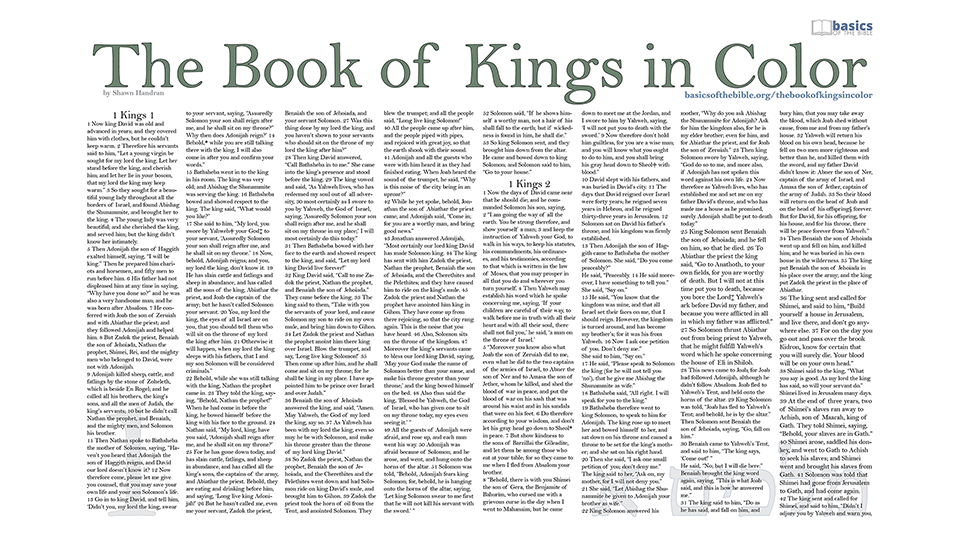 basics
OF THE BIBLE
The Book of Kings in Color
by Shawn Handran
basicsofthebible.org/thebookofkingsincolor
1 Kings 1
1 Now king David was old and
advanced in years; and they covered
him with clothes, but he couldn't
keep warm. 2 Therefore his servants
said to him, "Let a young virgin be
sought for my lord the king. Let her
stand before the king, and cherish
him; and let her lie in your bosom,
that my lord the king may keep
warm." 3 So they sought for a beau-
tiful young lady throughout all the
borders of Israel, and found Abishag
the Shunammite, and brought her to
the king. 4 The young lady was very
beautiful; and she cherished the king,
and served him; but the king didn't
know her intimately.
5 Then Adonijah the son of Haggith
exalted himself, saying, "I will be
king." Then he prepared him chari-
ots and horsemen, and fifty men to
run before him. 6 His father had not
displeased him at any time in saying,
"Why have you done so?" and he was
also a very handsome man; and he
was born after Absalom. 7 He con-
ferred with Joab the son of Zeruiah
and with Abiathar the priest; and
they followed Adonijah and helped
him. 8 But Zadok the priest, Benaiah
the son of Jehoiada, Nathan the
prophet, Shimei, Rei, and the mighty
men who belonged to David, were
not with Adonijah.
9 Adonijah killed sheep, cattle, and
fatlings by the stone of Zoheleth,
which is beside En Rogel; and he
called all his brothers, the king's
sons, and all the men of Judah, the
king's servants; 10 but he didn't call
Nathan the prophet, and Benaiah,
and the mighty men, and Solomon
his brother.
11 Then Nathan spoke to Bathsheba
the mother of Solomon, saying, "Ha-
ven't you heard that Adonijah the
son of Haggith reigns, and David
our lord doesn't know it? 12 Now
therefore come, please let me give
you counsel, that you may save your
own life and your son Solomon's life.
13 Go in to king David, and tell him,
'Didn't you, my lord the king, swear
to your servant, saying, "Assuredly
Solomon your son shall reign after
me, and he shall sit on my throne?"
Why then does Adonijah reign?' 14
Behold,* while you are still talking
there with the king, I will also
come in after you and confirm your
words."
15 Bathsheba went in to the king
in his room. The king was very
old; and Abishag the Shunammite
was serving the king. 16 Bathsheba
bowed and showed respect to the
king. The king said, "What would
you like?"
17 She said to him, "My lord, you
swore by Yahweh† your God‡ to
your servant, 'Assuredly Solomon
your son shall reign after me,
and he shall sit on my throne.' 18
Now, behold, Adonijah reigns; and you,
my lord the king, don't know it. 19
He has slain cattle and fatlings and
sheep in abundance, and has called
all the sons of the king, Abiathar the
priest, and Joab the captain of the
army; but he hasn't called Solomon
your servant. 20 You, my lord the
king, the eyes of all Israel are on
you, that you should tell them who
will sit on the throne of my lord
the king after him. 21 Otherwise it
will happen, when my lord the king
sleeps with his fathers, that I and
my son Solomon will be considered
criminals."
22 Behold, while she was still talking
with the king, Nathan the prophet
came in. 23 They told the king, say-
ing, "Behold, Nathan the prophet!"
When he had come in before the
king, he bowed himself before the
king with his face to the ground. 24
Nathan said, "My lord, king, have
you said, 'Adonijah shall reign after
me, and he shall sit on my throne?'
25 For he has gone down today, and
has slain cattle, fatlings, and sheep
in abundance, and has called all the
king's sons, the captains of the army,
and Abiathar the priest. Behold, they
are eating and drinking before him,
and saying, 'Long live king Adoni-
jah!' 26 But he hasn't called me, even
me your servant, Zadok the priest,
Benaiah the son of Jehoiada, and
your servant Solomon. 27 Was this
thing done by my lord the king, and
you haven't shown to your servants
who should sit on the throne of my
lord the king after him?"
28 Then king David answered,
"Call Bathsheba in to me." She came
into the king's presence and stood
before the king. 29 The king vowed
and said, "As Yahweh lives, who has
redeemed my soul out of all adver-
sity, 30 most certainly as I swore to
you by Yahweh, the God of Israel,
saying, 'Assuredly Solomon your son
shall reign after me, and he shall
sit on my throne in my place;' I will
most certainly do this today."
31 Then Bathsheba bowed with her
face to the earth and showed respect
to the king, and said, "Let my lord
king David live forever!"
32 King David said, "Call to me Za-
dok the priest, Nathan the prophet,
and Benaiah the son of Jehoiada."
They came before the king. 33 The
king said to them, "Take with you
the servants of your lord, and cause
Solomon my son to ride on my own
mule, and bring him down to Gihon.
34 Let Zadok the priest and Nathan
the prophet anoint him there king
over Israel. Blow the trumpet, and
say, 'Long live king Solomon!' 35
Then come up after him, and he shall
come and sit on my throne; for he
shall be king in my place. I have ap-
pointed him to be prince over Israel
and over Judah."
36 Benaiah the son of Jehoiada
answered the king, and said, "Amen.
May Yahweh, the God of my lord
the king, say so. 37 As Yahweh has
been with my lord the king, even so
may he be with Solomon, and make
his throne greater than the throne
of my lord king David."
38 So Zadok the priest, Nathan the
prophet, Benaiah the son of Je-
hoiada, and the Cherethites and the
Pelethites went down and had Solo-
mon ride on king David's mule, and
brought him to Gihon. 39 Zadok the
priest took the horn of oil from the
Tent, and anointed Solomon. They
blew the trumpet; and all the people
said, "Long live king Solomon!"
40 All the people came up after him,
and the people piped with pipes,
and rejoiced with great joy, so that
the earth shook with their sound.
41 Adonijah and all the guests who
were with him heard it as they had
finished eating. When Joab heard the
sound of the trumpet, he said, "Why
is this noise of the city being in an
uproar?"
42 While he yet spoke, behold, Jon-
athan the son of Abiathar the priest
came; and Adonijah said, "Come in;
for you are a worthy man, and bring
good news."
43 Jonathan answered Adonijah,
"Most certainly our lord king David
has made Solomon king. 44 The king
has sent with him Zadok the priest,
Nathan the prophet, Benaiah the son
of Jehoiada, and the Cherethites and
the Pelethites; and they have caused
him to ride on the king's mule. 45
Zadok the priest and Nathan the
prophet have anointed him king in
Gihon. They have come up from
there rejoicing, so that the city rang
again. This is the noise that you
have heard. 46 Also, Solomon sits
on the throne of the kingdom. 47
Moreover the king's servants came
to bless our lord king David, saying,
'May your God make the name of
Solomon better than your name, and
make his throne greater than your
throne;' and the king bowed himself
on the bed. 48 Also thus said the king,
'Blessed be Yahweh, the God of Is-
rael, who has given one to sit
on my throne today, my eyes even
seeing it.'"
49 All the guests of Adonijah were
afraid, and rose up, and each man
went his way. 50 Adonijah was
afraid because of Solomon; and he
arose, and went, and hung onto the
horns of the altar. 51 Solomon was
told, "Behold, Adonijah fears king
Solomon; for, behold, he is hanging
onto the horns of the altar, saying,
'Let king Solomon swear to me first
that he will not kill his servant with
the sword.'"
52 Solomon said, "If he shows him-
self a worthy man, not a hair of his
shall fall to the earth; but if wicked-
ness is found in him, he shall die."
53 So king Solomon sent, and they
brought him down from the altar.
He came and bowed down to king
Solomon; and Solomon said to him,
"Go to your house."
1 Kings 2
1 Now the days of David came near
that he should die; and he com-
manded Solomon his son, saying,
2 "I am going the way of all the
earth. You be strong therefore, and
show yourself a man; 3 and keep the
instruction of Yahweh your God, to
walk in his ways, to keep his statutes,
his commandments, his ordinanc-
es, and his testimonies, according
to that which is written in the law
of Moses, that you may prosper in
all that you do and wherever you
turn yourself. 4 Then Yahweh may
establish his word which he spoke
concerning me, saying, 'If your
children are careful of their way, to
walk before me in truth with all their
heart and with all their soul, there
shall not fail you,' he said, 'a man on
the throne of Israel.'
5 "Moreover you know also what
Joab the son of Zeruiah did to me,
even what he did to the two captains
of the armies of Israel, to Abner the
son of Ner and to Amasa the son of
Jether, whom he killed, and shed the
blood of war in peace, and put the
blood of war on his sash that was
around his waist and in his sandals
that were on his feet. 6 Do therefore
according to your wisdom, and don't
let his gray head go down to Sheol*
in peace. 7 But show kindness to
the sons of Barzillai the Gileadite,
and let them be among those who
eat at your table; for so they came to
me when I fled from Absalom your
brother.
8 "Behold, there is with you Shimei
the son of Gera, the Benjamite of
Bahurim, who cursed me with a
grievous curse in the day when I
went to Mahanaim; but he came
down to meet me at the Jordan, and
I swore to him by Yahweh, saying,
'I will not put you to death with the
sword.' 9 Now therefore don't hold
him guiltless, for you are a wise man;
and you will know what you ought
to do to him, and you shall bring
his gray head down to Sheol† with
blood."
10 David slept with his fathers, and
was buried in David's city. 11 The
days that David reigned over Israel
were forty years; he reigned seven
years in Hebron, and he reigned
thirty-three years in Jerusalem. 12
Solomon sat on David his father's
throne; and his kingdom was firmly
established.
13 Then Adonijah the son of Hag-
gith came to Bathsheba the mother
of Solomon. She said, "Do you come
peaceably?"
He said, "Peaceably. 14 He said more-
over, I have something to tell you."
She said, "Say on."
15 He said, "You know that the
kingdom was mine, and that all
Israel set their faces on me, that I
should reign. However, the kingdom
is turned around, and has become
my brother's; for it was his from
Yahweh. 16 Now I ask one petition
of you. Don't deny me."
She said to him, "Say on."
17 He said, "Please speak to Solomon
the king (for he will not tell you
'no'), that he give me Abishag the
Shunammite as wife."
18 Bathsheba said, "All right. I will
speak for you to the king."
19 Bathsheba therefore went to king
Solomon, to speak to him for
Adonijah. The king rose up to meet
her and bowed himself to her, and
sat down on his throne and caused a
throne to be set for the king's moth-
er; and she sat on his right hand.
20 Then she said, "I ask one small
petition of you; don't deny me."
The king said to her, "Ask on, my
mother, for I will not deny you."
21 She said, "Let Abishag the Shu-
nammite be given to Adonijah your
brother as wife."
22 King Solomon answered his
mother, "Why do you ask Abishag
the Shunammite for Adonijah? Ask
for him the kingdom also, for he is
my older brother; even for him, and
for Abiathar the priest, and for Joab
the son of Zeruiah." 23 Then king
Solomon swore by Yahweh, saying,
"God do so to me, and more also,
if Adonijah has not spoken this
word against his own life. 24 Now
therefore as Yahweh lives, who has
established me and set me on my
father David's throne, and who has
made me a house as he promised,
surely Adonijah shall be put to death
today."
25 King Solomon sent Benaiah
the son of Jehoiada; and he fell
on him, so that he died. 26 To
Abiathar the priest the king
said, "Go to Anathoth, to your
own fields, for you are worthy
of death. But I will not at this
time put you to death, because
you bore the Lord‡ Yahweh's
ark before David my father, and
because you were afflicted in all
in which my father was afflicted."
27 So Solomon thrust Abiathar
out from being priest to Yahweh,
that he might fulfill Yahweh's
word which he spoke concerning
the house of Eli in Shiloh.
28 This news came to Joab; for Joab
had followed Adonijah, although he
didn't follow Absalom. Joab fled to
Yahweh's Tent, and held onto the
horns of the altar. 29 King Solomon
was told, "Joab has fled to Yahweh's
Tent; and behold, he is by the altar."
Then Solomon sent Benaiah the
son of Jehoiada, saying, "Go, fall on
him."
30 Benaiah came to Yahweh's Tent,
and said to him, "The king says,
'Come out!'"
He said, "No; but I will die here."
Benaiah brought the king word
again, saying, "This is what Joab
said, and this is how he answered
me."
31 The king said to him, "Do as
he has said, and fall on him, and
bury him, that you may take away
the blood, which Joab shed without
cause, from me and from my father's
house. 32 Yahweh will return his
blood on his own head, because he
fell on two men more righteous and
better than he, and killed them with
the sword, and my father David
didn't know it: Abner the son of Ner,
captain of the army of Israel, and
Amasa the son of Jether, captain of
the army of Judah. 33 So their blood
will return on the head of Joab and
on the head of his offspring§ forever.
But for David, for his offspring, for
his house, and for his throne, there
will be peace forever from Yahweh."
34 Then Benaiah the son of Jehoiada
went up and fell on him, and killed
him; and he was buried in his own
house in the wilderness. 35 The king
put Benaiah the son of Jehoiada in
his place over the army; and the king
put Zadok the priest in the place of
Abiathar.
36 The king sent and called for
Shimei, and said to him, "Build
yourself a house in Jerusalem,
and live there, and don't go any-
where else. 37 For on the day you
go out and pass over the brook
Kidron, know for certain that
you will surely die. Your blood
will be on your own head."
38 Shimei said to the king, "What
you say is good. As my lord the king
has said, so will your servant do."
Shimei lived in Jerusalem many days.
39 At the end of three years, two
of Shimei's slaves ran away to
Achish, son of Maacah, king of
Gath. They told Shimei, saying,
"Behold, your slaves are in Gath."
40 Shimei arose, saddled his don-
key, and went to Gath to Achish
to seek his slaves; and Shimei
went and brought his slaves from
Gath. 41 Solomon was told that
Shimei had gone from Jerusalem
to Gath, and had come again.
42 The king sent and called for
Shimei, and said to him, "Didn't I
adjure you by Yahweh and warn you,